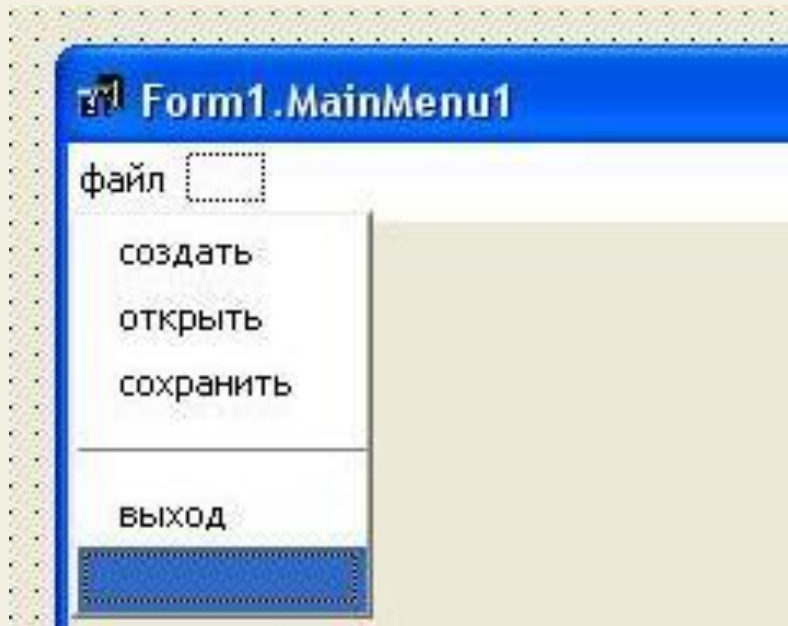 Form1.MainMenu1
файл
создать
открыть
сохранить
выход